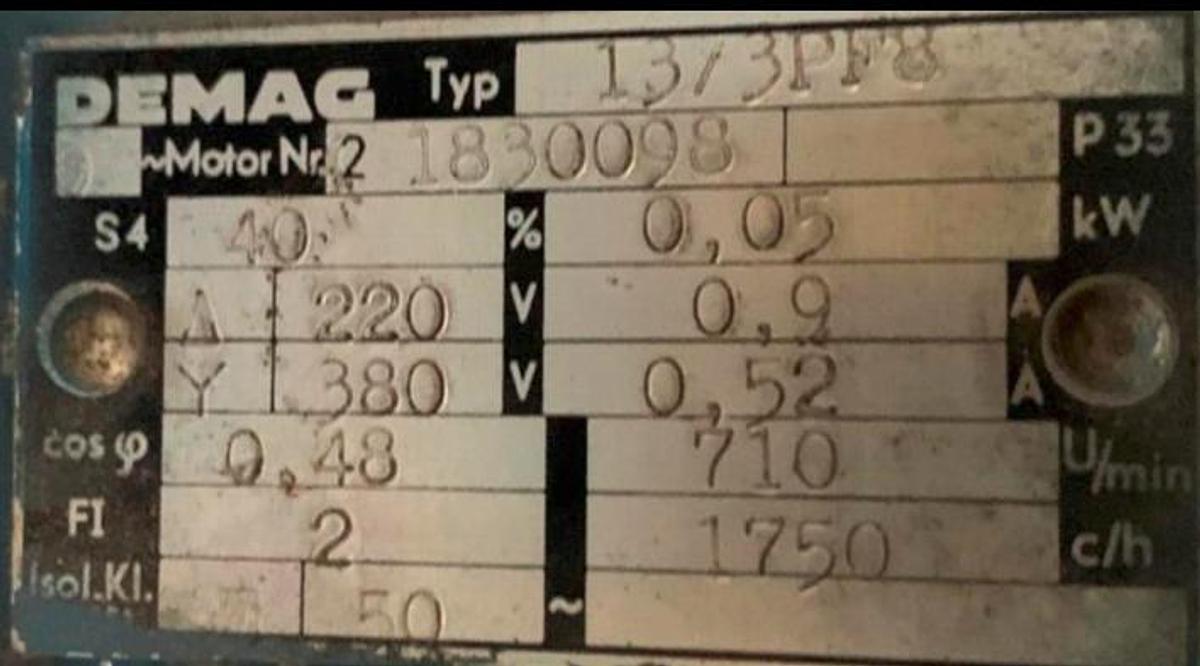 DEMAG Typ 13/3PF8
~Motor Nr. 2 1830098 P 33
S4 40 % 0,05 kW
Δ 220 V 0,9 A
Y 380 V 0,52 A
cos φ 0,48 710 U/min
FI 2 1750 c/h
Isol.Kl. 50 ~